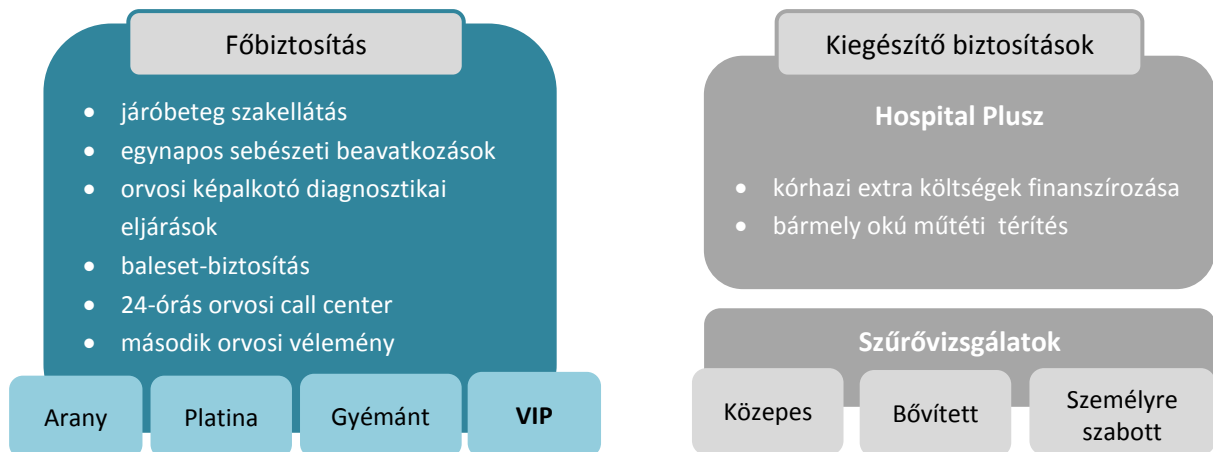 Főbiztosítás
• járóbeteg szakellátás
• egynapos sebészeti beavatkozások
• orvosi képalkotó diagnosztikai
eljárások
• baleset-biztosítás
• 24-órás orvosi call center
• második orvosi vélemény
Arany
Platina
Gyémánt
VIP
Kiegészítő biztosítások
Hospital Plusz
• kórhazi extra költségek finanszírozása
• bármely okú műtéti térítés
Szűrővizsgálatok
Közepes
Bővített
Személyre
szabott